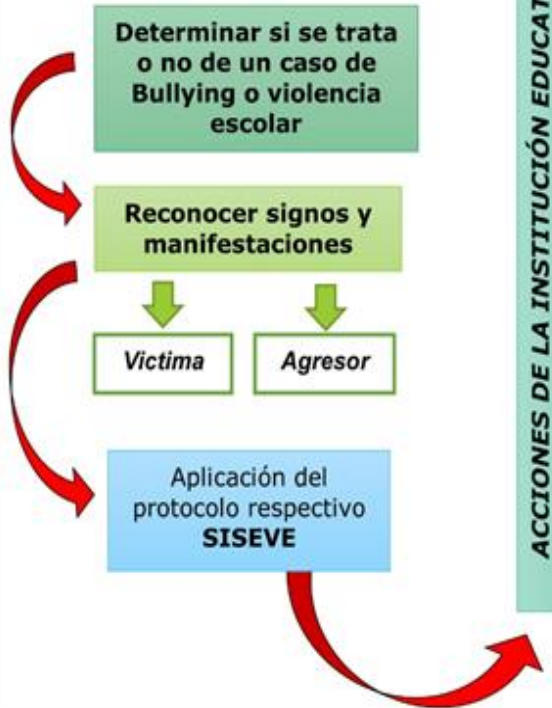 Determinar si se trata
o no de un caso de
Bullying o violencia
escolar
Reconocer signos y
manifestaciones
Victima
Agresor
Aplicación del
protocolo respectivo
SISEVE
ACCIONES DE LA INSTITUCIÓN